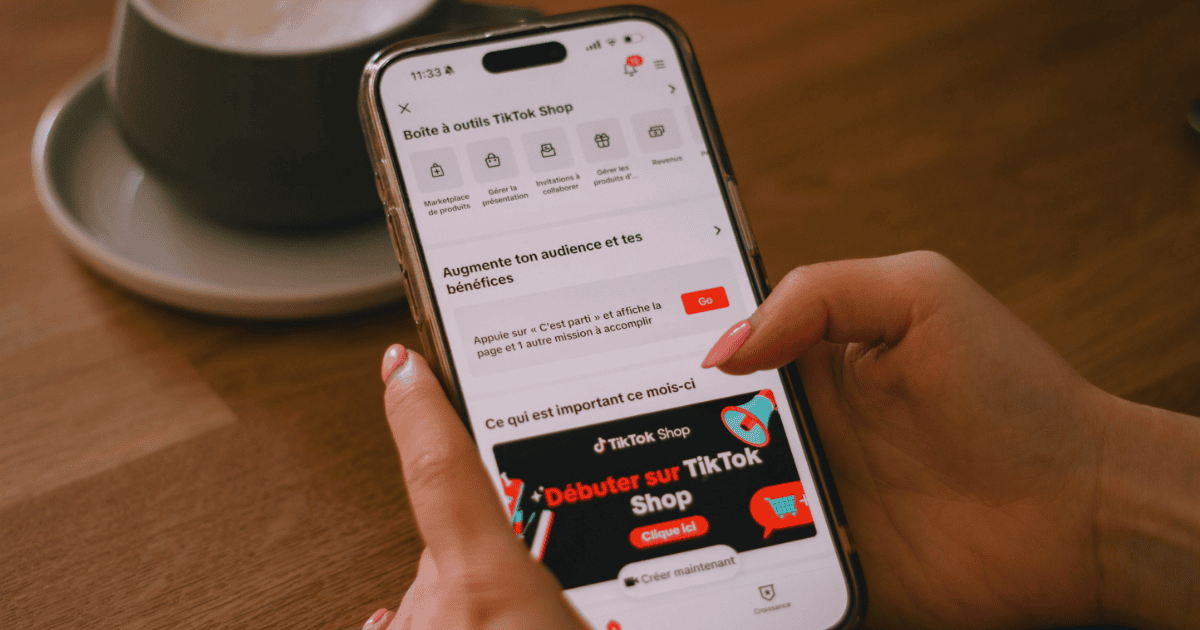 11:33
Boîte à outils TikTok Shop
Marketplace
de produits
Gérer la
présentation
Invitations à
collaborer
Gérer les
produits d'...
Revenus
Augmente ton audience et tes
bénéfices
Appuie sur « C'est parti » et affiche la
page et 1 autre mission à accomplir
Go
Ce qui est important ce mois-ci
TikTok Shop
Débuter sur TikTok
Shop
Clique ici
Créer maintenant
Croissance